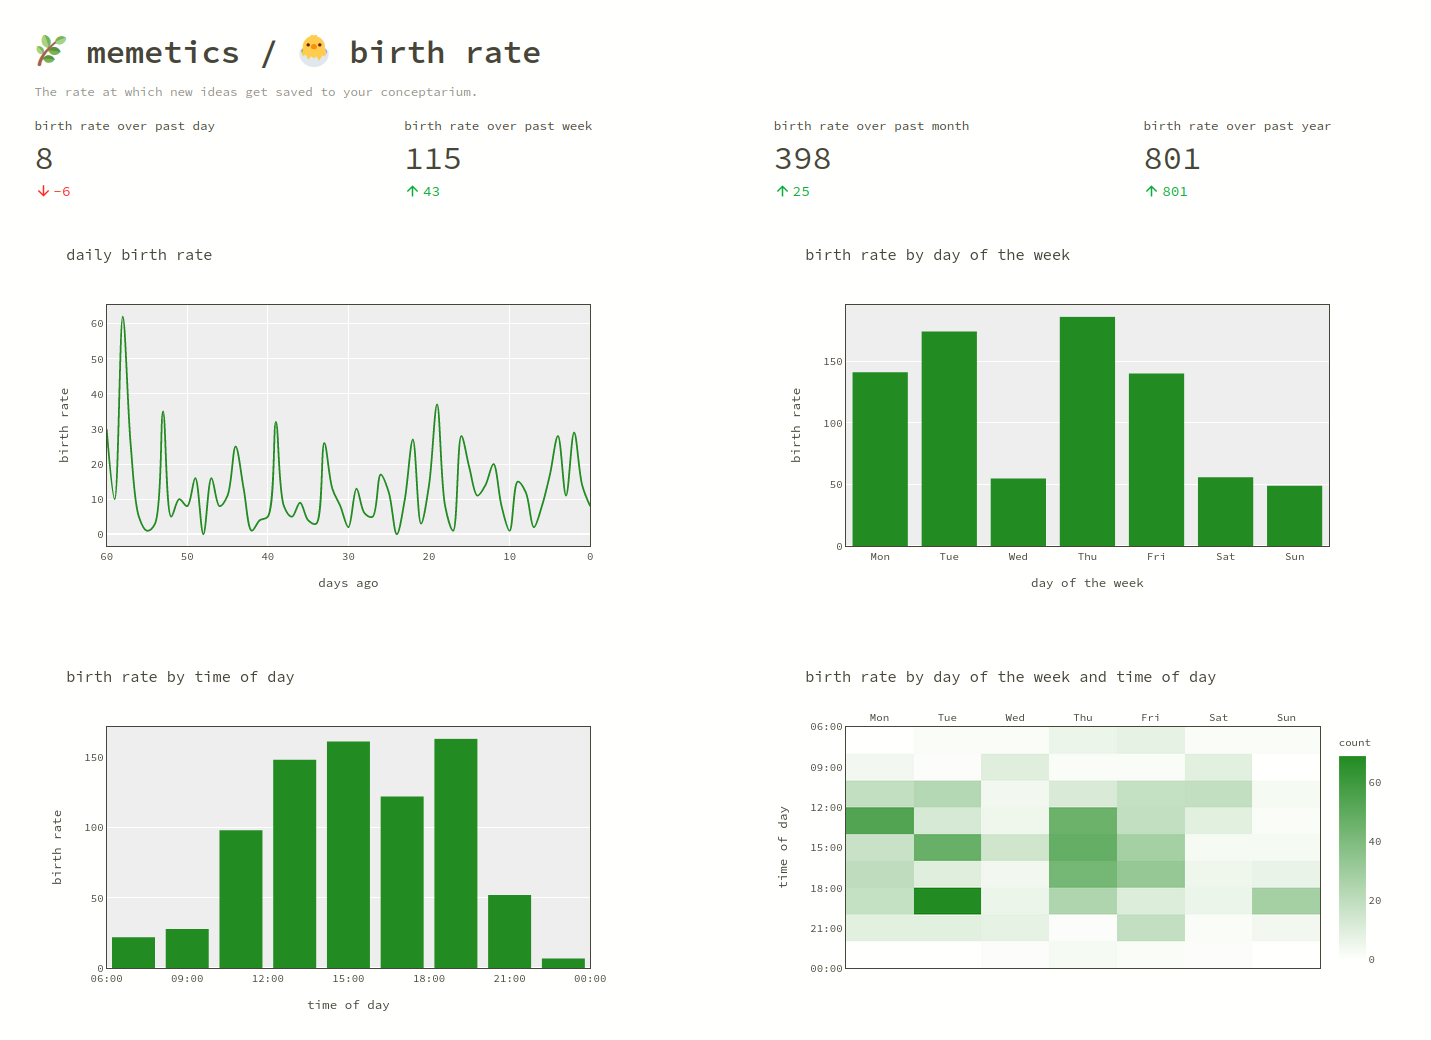 🌿 memetics / 🐣 birth rate
The rate at which new ideas get saved to your conceptarium.
birth rate over past day
8
↓ -6
birth rate over past week
115
↑ 43
birth rate over past month
398
↑ 25
birth rate over past year
801
↑ 801
daily birth rate
birth rate
60
50
40
30
20
10
0
60 50 40 30 20 10 0
days ago
birth rate by day of the week
birth rate
150
100
50
0
Mon Tue Wed Thu Fri Sat Sun
day of the week
birth rate by time of day
birth rate
150
100
50
0
06:00 09:00 12:00 15:00 18:00 21:00 00:00
time of day
birth rate by day of the week and time of day
Mon Tue Wed Thu Fri Sat Sun
time of day
06:00
09:00
12:00
15:00
18:00
21:00
00:00
count
60
40
20
0